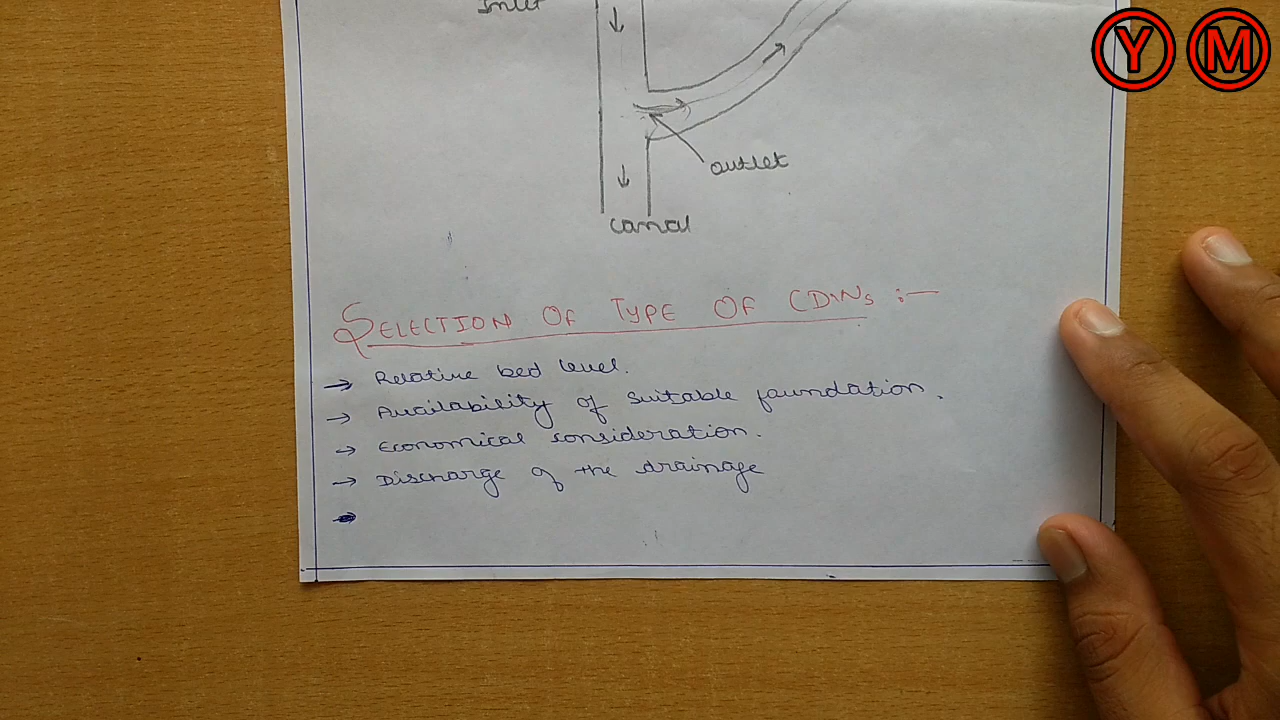 Y M
Inlet
outlet
canal
SELECTION OF TYPE OF CDWs :-
→ Relative bed level.
→ Availability of suitable foundation.
→ Economical consideration.
→ Discharge of the drainage